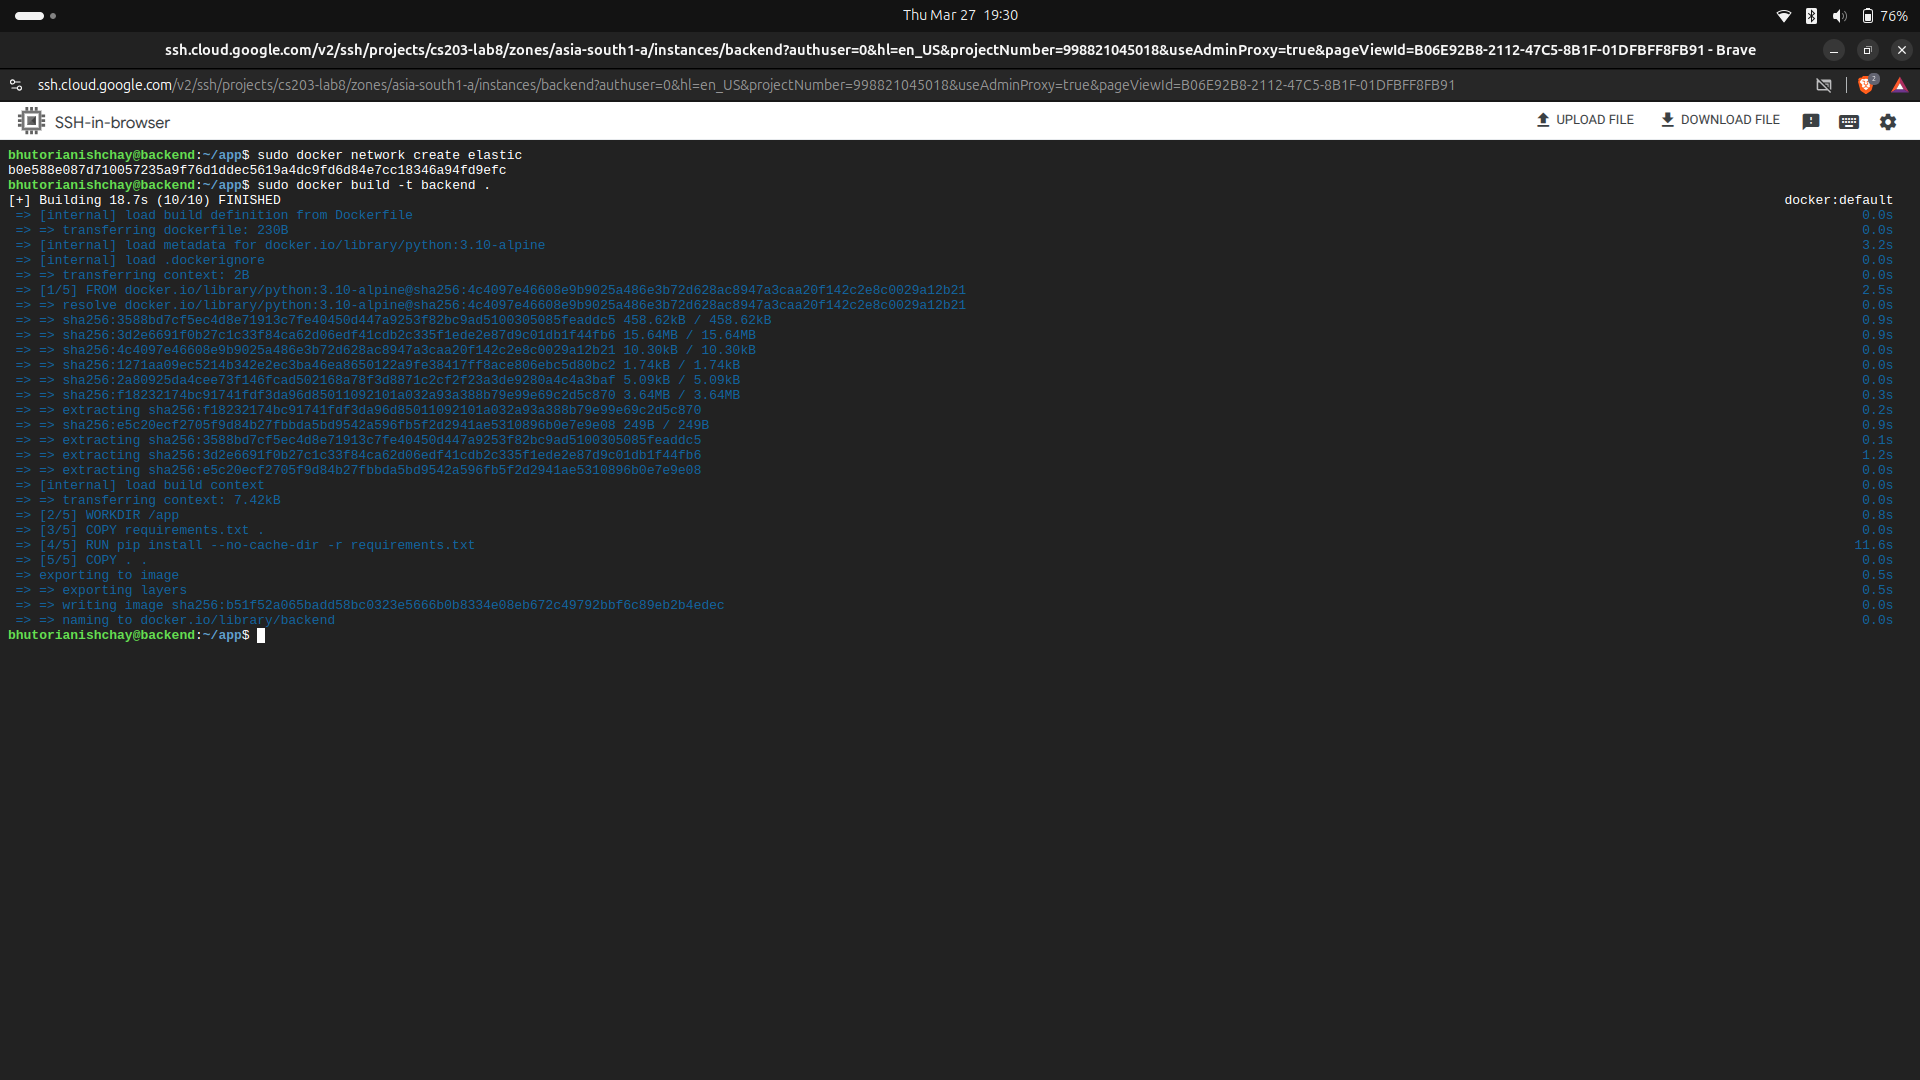 Thu Mar 27 19:30
76%
ssh.cloud.google.com/v2/ssh/projects/cs203-lab8/zones/asia-south1-a/instances/backend?authuser=0&hl=en_US&projectNumber=998821045018&useAdminProxy=true&pageViewId=B06E92B8-2112-47C5-8B1F-01DFBFF8FB91 - Brave
ssh.cloud.google.com/v2/ssh/projects/cs203-lab8/zones/asia-south1-a/instances/backend?authuser=0&hl=en_US&projectNumber=998821045018&useAdminProxy=true&pageViewId=B06E92B8-2112-47C5-8B1F-01DFBFF8FB91
2
SSH-in-browser
UPLOAD FILE
DOWNLOAD FILE
bhutorianishchay@backend:~/app$ sudo docker network create elastic
b0e588e087d710057235a9f76d1ddec5619a4dc9fd6d84e7cc18346a94fd9efc
bhutorianishchay@backend:~/app$ sudo docker build -t backend .
[+] Building 18.7s (10/10) FINISHED docker:default
=> [internal] load build definition from Dockerfile 0.0s
=> => transferring dockerfile: 230B 0.0s
=> [internal] load metadata for docker.io/library/python:3.10-alpine 3.2s
=> [internal] load .dockerignore 0.0s
=> => transferring context: 2B 0.0s
=> [1/5] FROM docker.io/library/python:3.10-alpine@sha256:4c4097e46608e9b9025a486e3b72d628ac8947a3caa20f142c2e8c0029a12b21 2.5s
=> => resolve docker.io/library/python:3.10-alpine@sha256:4c4097e46608e9b9025a486e3b72d628ac8947a3caa20f142c2e8c0029a12b21 0.0s
=> => sha256:3588bd7cf5ec4d8e71913c7fe40450d447a9253f82bc9ad5100305085feaddc5 458.62kB / 458.62kB 0.9s
=> => sha256:3d2e6691f0b27c1c33f84ca62d06edf41cdb2c335f1ede2e87d9c01db1f44fb6 15.64MB / 15.64MB 0.9s
=> => sha256:4c4097e46608e9b9025a486e3b72d628ac8947a3caa20f142c2e8c0029a12b21 10.30kB / 10.30kB 0.0s
=> => sha256:1271aa09ec5214b342e2ec3ba46ea8650122a9fe38417ff8ace806ebc5d80bc2 1.74kB / 1.74kB 0.0s
=> => sha256:2a80925da4cee73f146fcad502168a78f3d8871c2cf2f23a3de9280a4c4a3baf 5.09kB / 5.09kB 0.0s
=> => sha256:f18232174bc91741fdf3da96d85011092101a032a93a388b79e99e69c2d5c870 3.64MB / 3.64MB 0.3s
=> => extracting sha256:f18232174bc91741fdf3da96d85011092101a032a93a388b79e99e69c2d5c870 0.2s
=> => sha256:e5c20ecf2705f9d84b27fbbda5bd9542a596fb5f2d2941ae5310896b0e7e9e08 249B / 249B 0.9s
=> => extracting sha256:3588bd7cf5ec4d8e71913c7fe40450d447a9253f82bc9ad5100305085feaddc5 0.1s
=> => extracting sha256:3d2e6691f0b27c1c33f84ca62d06edf41cdb2c335f1ede2e87d9c01db1f44fb6 1.2s
=> => extracting sha256:e5c20ecf2705f9d84b27fbbda5bd9542a596fb5f2d2941ae5310896b0e7e9e08 0.0s
=> [internal] load build context 0.0s
=> => transferring context: 7.42kB 0.0s
=> [2/5] WORKDIR /app 0.8s
=> [3/5] COPY requirements.txt . 0.0s
=> [4/5] RUN pip install --no-cache-dir -r requirements.txt 11.6s
=> [5/5] COPY . . 0.0s
=> exporting to image 0.5s
=> => exporting layers 0.5s
=> => writing image sha256:b51f52a065badd58bc0323e5666b0b8334e08eb672c49792bbf6c89eb2b4edec 0.0s
=> => naming to docker.io/library/backend 0.0s
bhutorianishchay@backend:~/app$